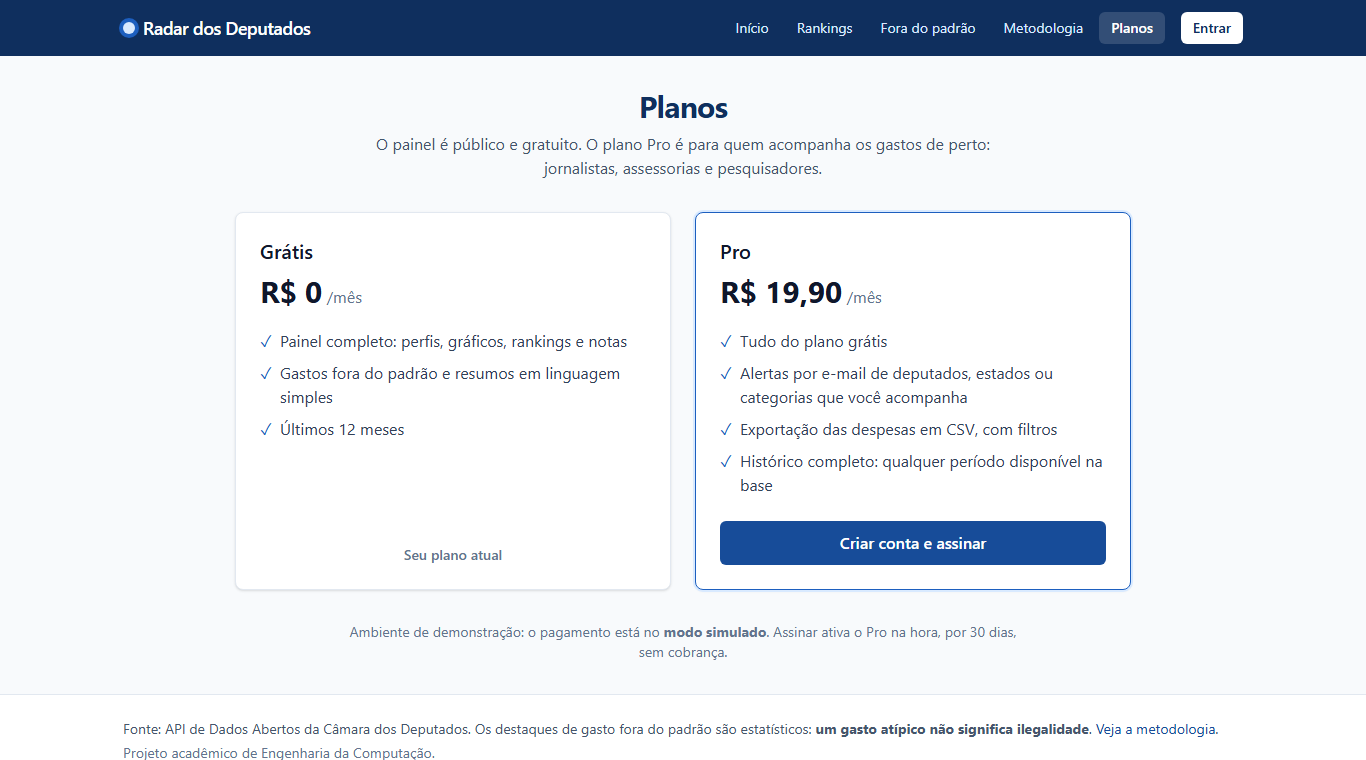 Radar dos Deputados
Início
Rankings
Fora do padrão
Metodologia
Planos
Entrar
Planos
O painel é público e gratuito. O plano Pro é para quem acompanha os gastos de perto:
jornalistas, assessorias e pesquisadores.
Grátis
R$ 0 /mês
✓ Painel completo: perfis, gráficos, rankings e notas
✓ Gastos fora do padrão e resumos em linguagem
simples
✓ Últimos 12 meses
Seu plano atual
Pro
R$ 19,90 /mês
✓ Tudo do plano grátis
✓ Alertas por e-mail de deputados, estados ou
categorias que você acompanha
✓ Exportação das despesas em CSV, com filtros
✓ Histórico completo: qualquer período disponível na
base
Criar conta e assinar
Ambiente de demonstração: o pagamento está no modo simulado. Assinar ativa o Pro na hora, por 30 dias,
sem cobrança.
Fonte: API de Dados Abertos da Câmara dos Deputados. Os destaques de gasto fora do padrão são estatísticos: um gasto atípico não significa ilegalidade. Veja a metodologia.
Projeto acadêmico de Engenharia da Computação.